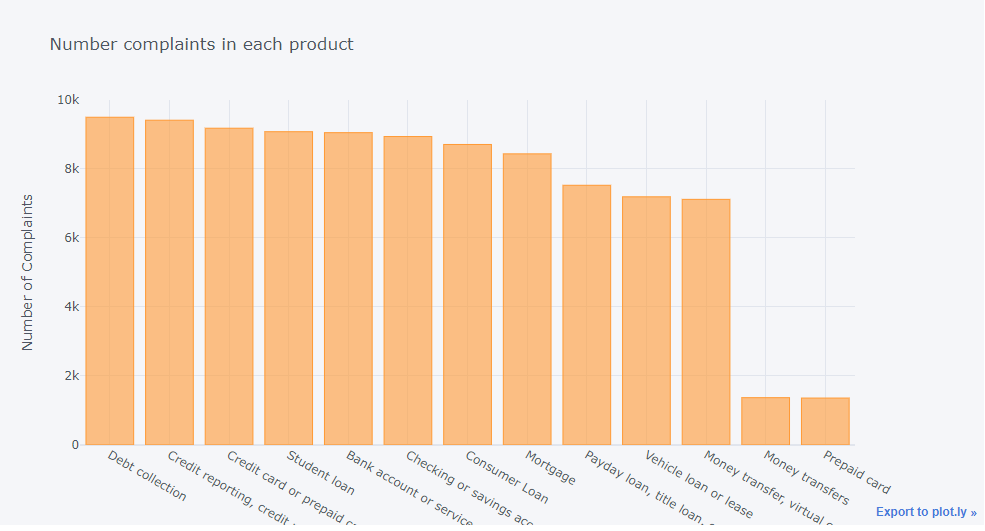 Number complaints in each product
Number of Complaints
10k
8k
6k
4k
2k
0
Debt collection
Credit reporting, credit
Credit card or prepaid
Student loan
Bank account or service
Checking or savings
Consumer Loan
Mortgage
Payday loan, title loan,
Vehicle loan or lease
Money transfer, virtual
Money transfers
Prepaid card
Export to plot.ly »